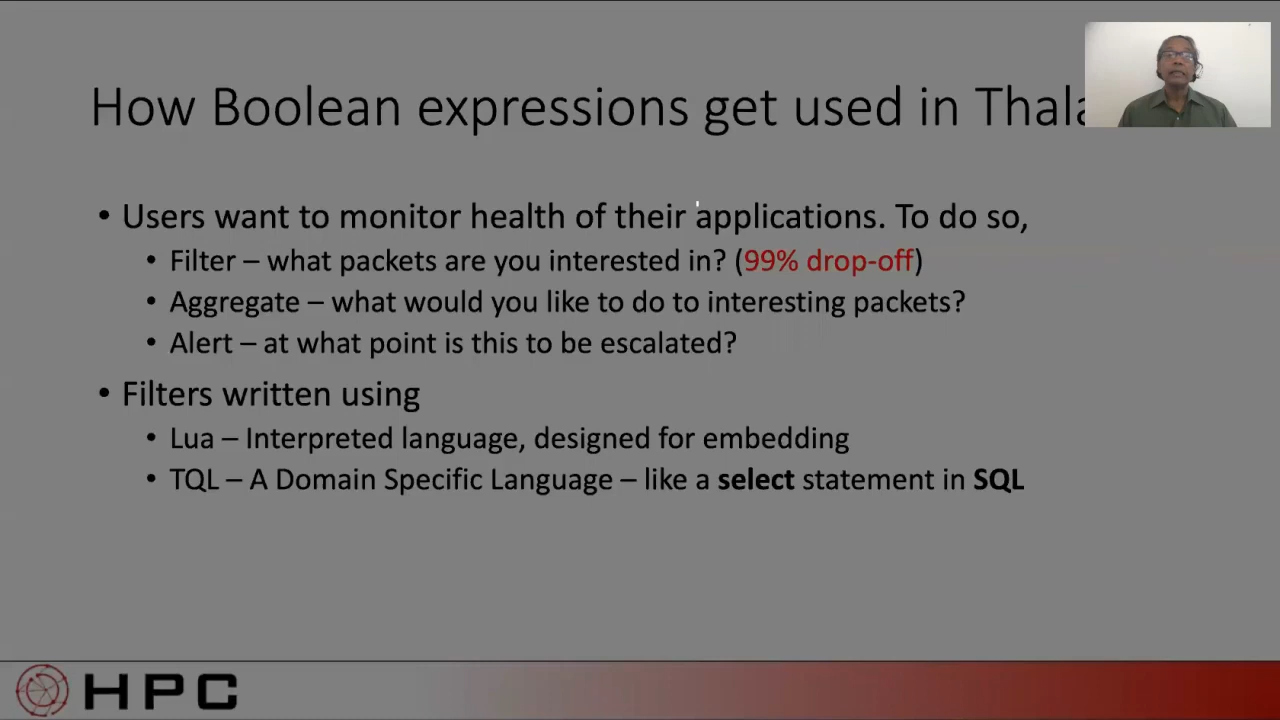 How Boolean expressions get used in Thala
• Users want to monitor health of their applications. To do so,
• Filter – what packets are you interested in? (99% drop-off)
• Aggregate – what would you like to do to interesting packets?
• Alert – at what point is this to be escalated?
• Filters written using
• Lua – Interpreted language, designed for embedding
• TQL – A Domain Specific Language – like a select statement in SQL
HPC